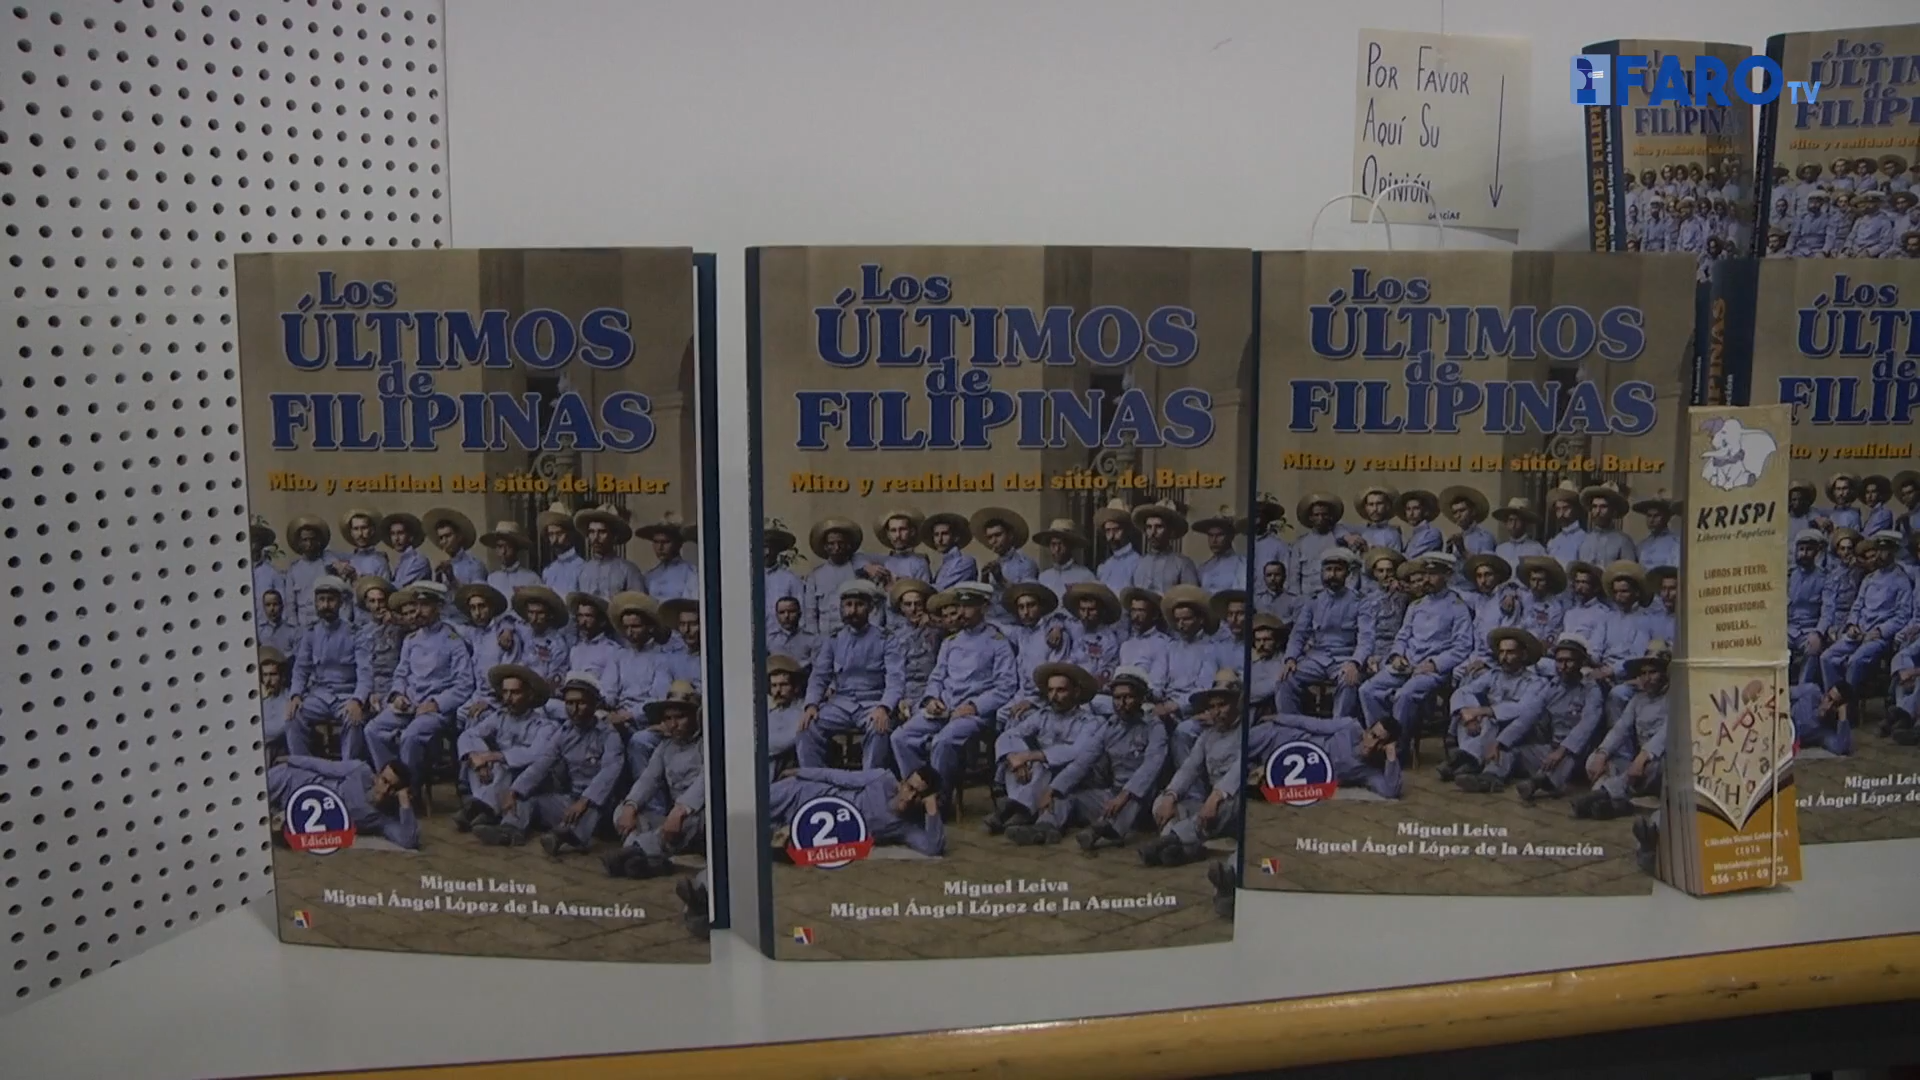 FARO TV
POR FAVOR
AQUÍ SU
OPINIÓN
GRACIAS
LOS
ÚLTIMOS
de
FILIPINAS
Mito y realidad del sitio de Baler
2ª
Edición
Miguel Leiva
Miguel Ángel López de la Asunción
LOS
ÚLTIMOS
de
FILIPINAS
Mito y realidad del sitio de Baler
2ª
Edición
Miguel Leiva
Miguel Ángel López de la Asunción
LOS
ÚLTIMOS
de
FILIPINAS
Mito y realidad del sitio de Baler
2ª
Edición
Miguel Leiva
Miguel Ángel López de la Asunción
KRISPI
Librería-Papelería
LIBROS DE TEXTO,
LIBRO DE LECTURAS,
CONSERVATORIO,
NOVELAS...
Y MUCHO MÁS
CEUTA